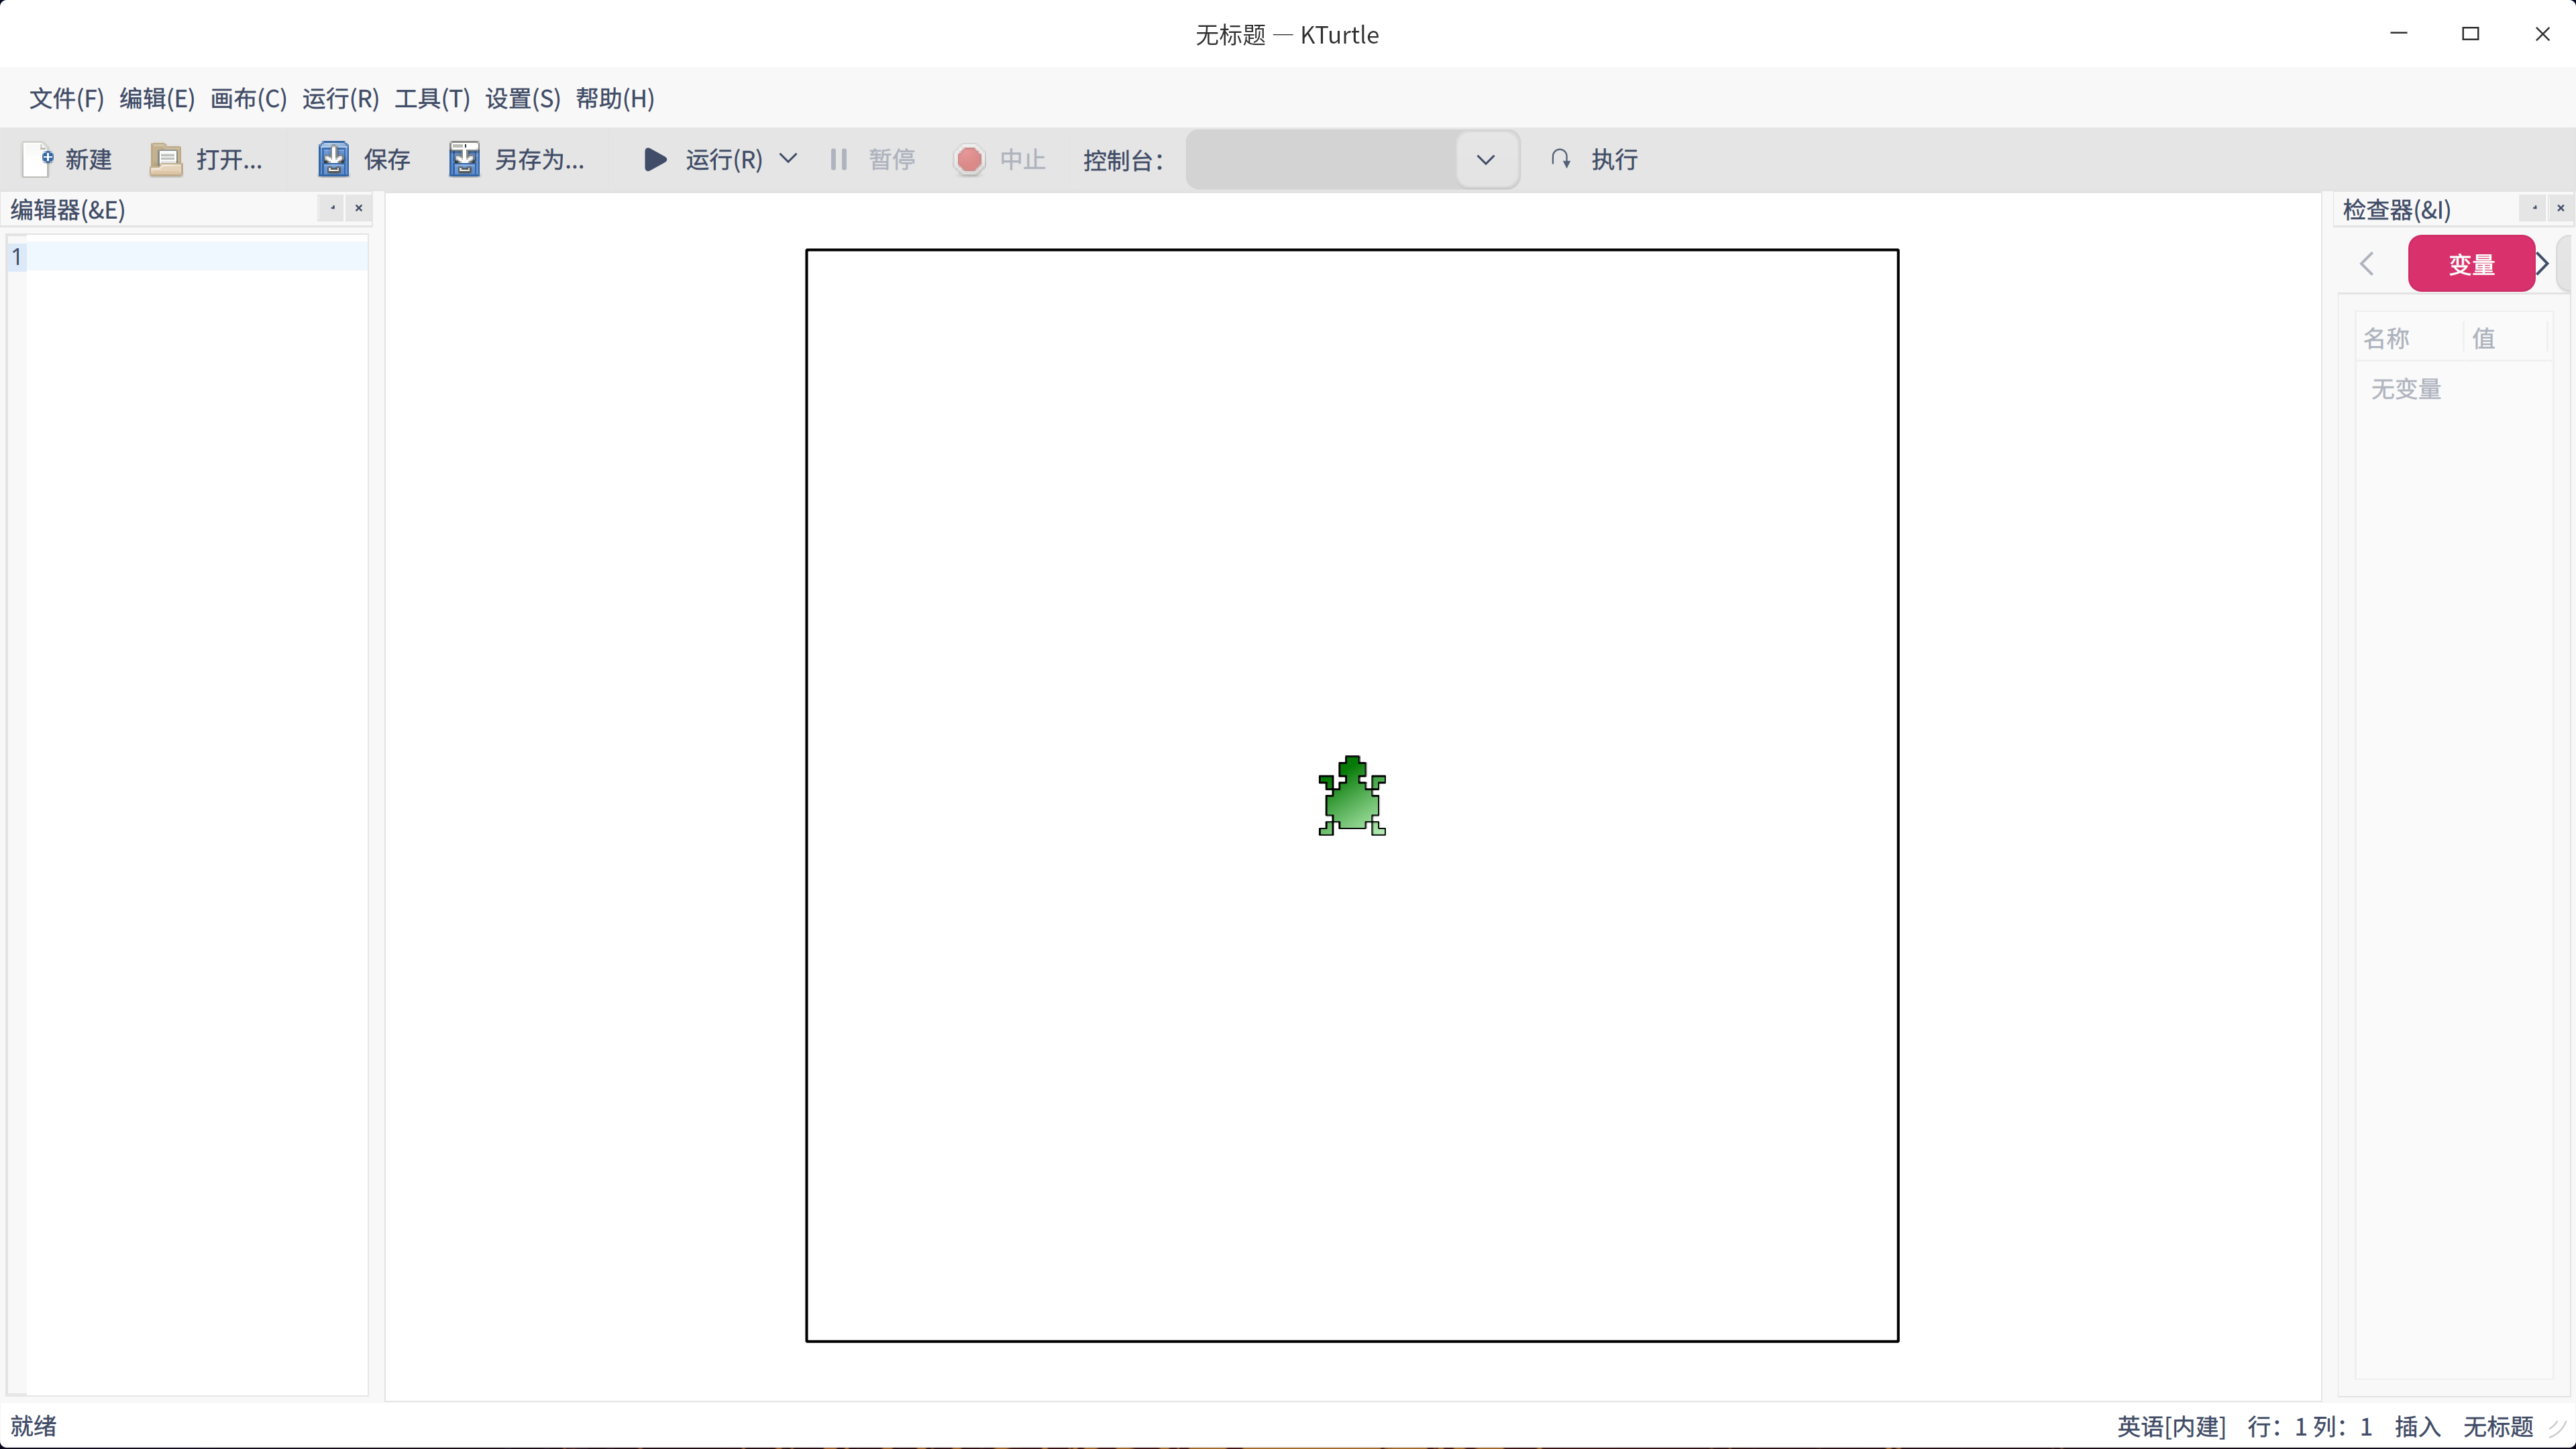 无标题 — KTurtle
文件(F) 编辑(E) 画布(C) 运行(R) 工具(T) 设置(S) 帮助(H)
新建 打开... 保存 另存为... 运行(R) 暂停 中止 控制台： 执行
编辑器(&E)
检查器(&I)
1
变量
名称 值
无变量
就绪
英语[内建] 行：1 列：1 插入 无标题